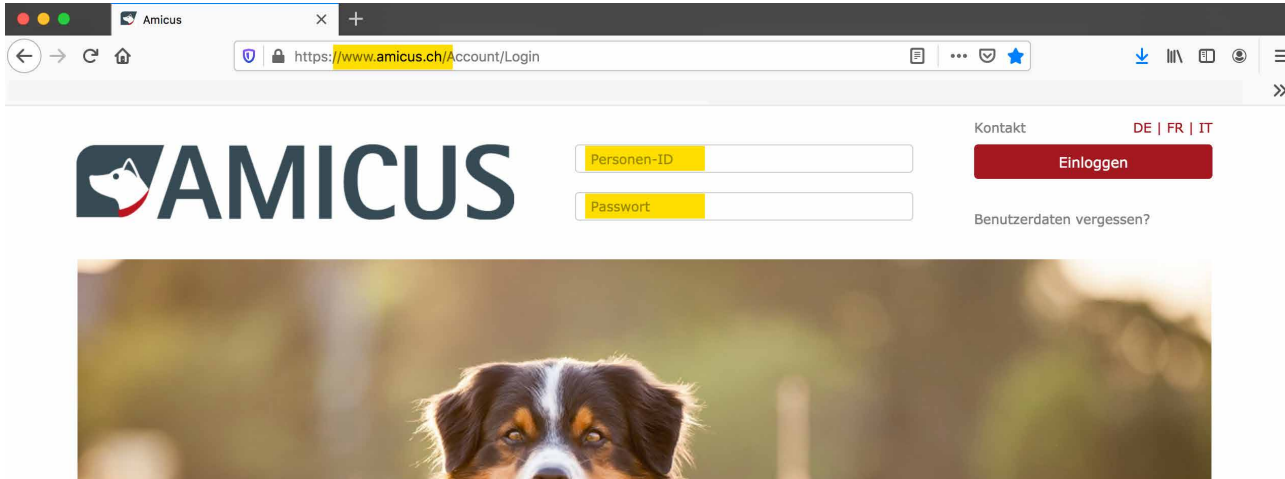 Amicus
https://www.amicus.ch/Account/Login
Kontakt
DE | FR | IT
AMICUS
Personen-ID
Einloggen
Passwort
Benutzerdaten vergessen?